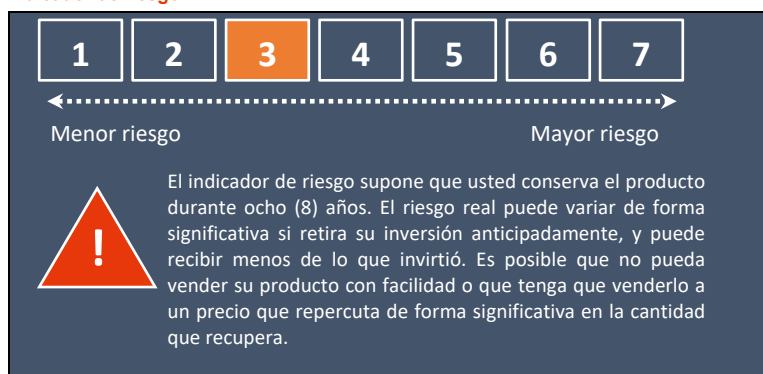 1 2 3 4 5 6 7
Menor riesgo Mayor riesgo
!
El indicador de riesgo supone que usted conserva el producto
durante ocho (8) años. El riesgo real puede variar de forma
significativa si retira su inversión anticipadamente, y puede
recibir menos de lo que invirtió. Es posible que no pueda
vender su producto con facilidad o que tenga que venderlo a
un precio que repercuta de forma significativa en la cantidad
que recupera.